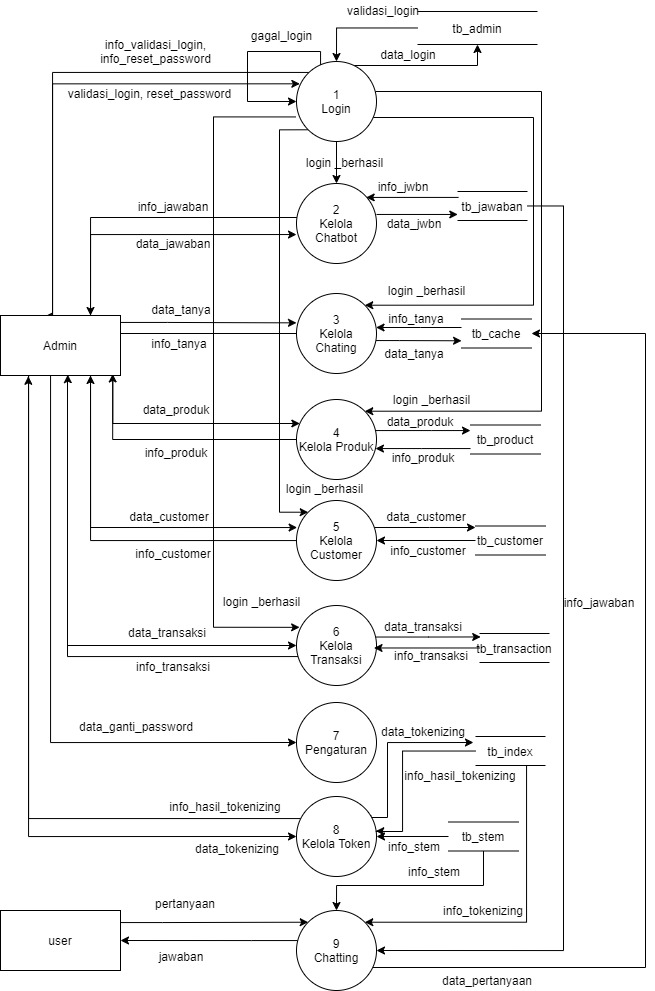 validasi_login
tb_admin
gagal_login
info_validasi_login,
info_reset_password
data_login
validasi_login, reset_password
1
Login
login _berhasil
info_jwbn
info_jawaban
2
Kelola
Chatbot
tb_jawaban
data_jwbn
data_jawaban
login _berhasil
data_tanya
info_tanya
3
Kelola
Chating
tb_cache
Admin
info_tanya
data_tanya
login _berhasil
data_produk
data_produk
4
Kelola Produk
tb_product
info_produk
info_produk
login _berhasil
data_customer
data_customer
5
Kelola
Customer
tb_customer
info_customer
info_customer
login _berhasil
info_jawaban
data_transaksi
data_transaksi
6
Kelola
Transaksi
tb_transaction
info_transaksi
info_transaksi
data_ganti_password
7
Pengaturan
data_tokenizing
tb_index
info_hasil_tokenizing
info_hasil_tokenizing
8
Kelola Token
tb_stem
data_tokenizing
info_stem
info_stem
pertanyaan
info_tokenizing
user
9
Chatting
jawaban
data_pertanyaan